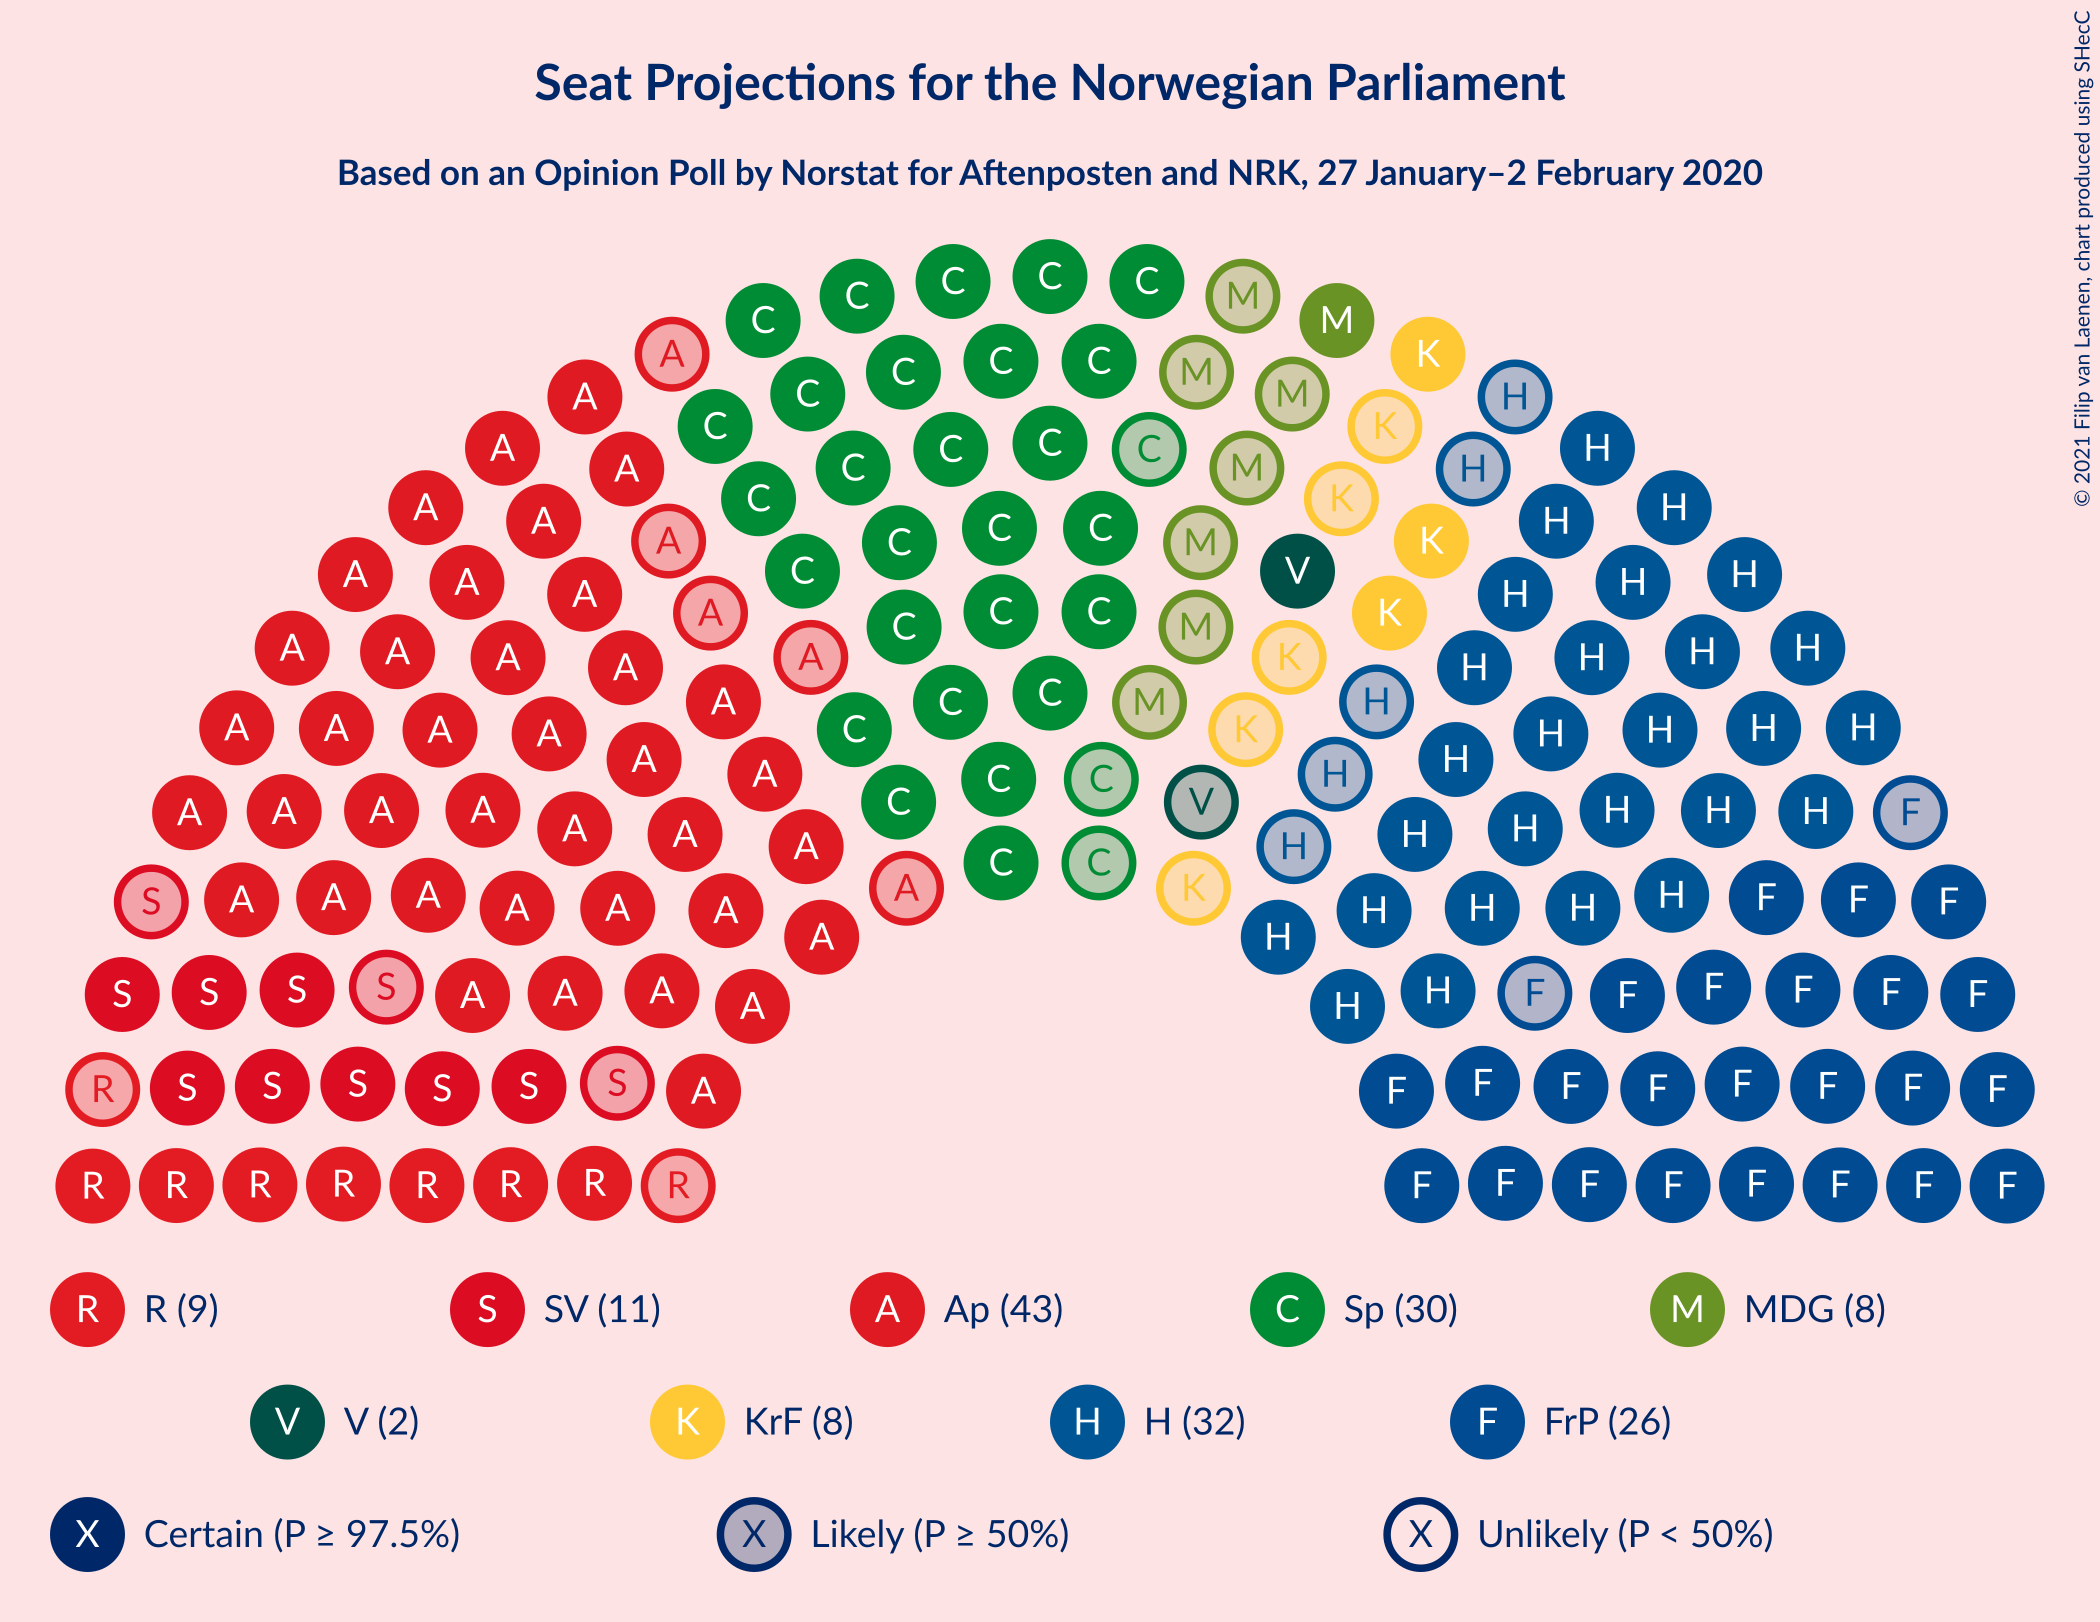 Seat Projections for the Norwegian Parliament
Based on an Opinion Poll by Norstat for Aftenposten and NRK, 27 January–2 February 2020
© 2021 Filip van Laenen, chart produced using SHecC
C C C C C M M K
A C C C C M M K H
A A C C C C M K H H
A A A C C C C M V K H H
A A A A C C C M K K H H H
A A A A A C C C M K H H H H
A A A A A A C C C V H H H H H H
A A A A A A A C C K H H H H H H F
S A A A A A A A A H H H H H F F F
S S S S A A A A H H F F F F F F
R S S S S S S A F F F F F F F F
R R R R R R R R F F F F F F F F
R R (9) S SV (11) A Ap (43) C Sp (30) M MDG (8)
V V (2) K KrF (8) H H (32) F FrP (26)
X Certain (P ≥ 97.5%) X Likely (P ≥ 50%) X Unlikely (P < 50%)